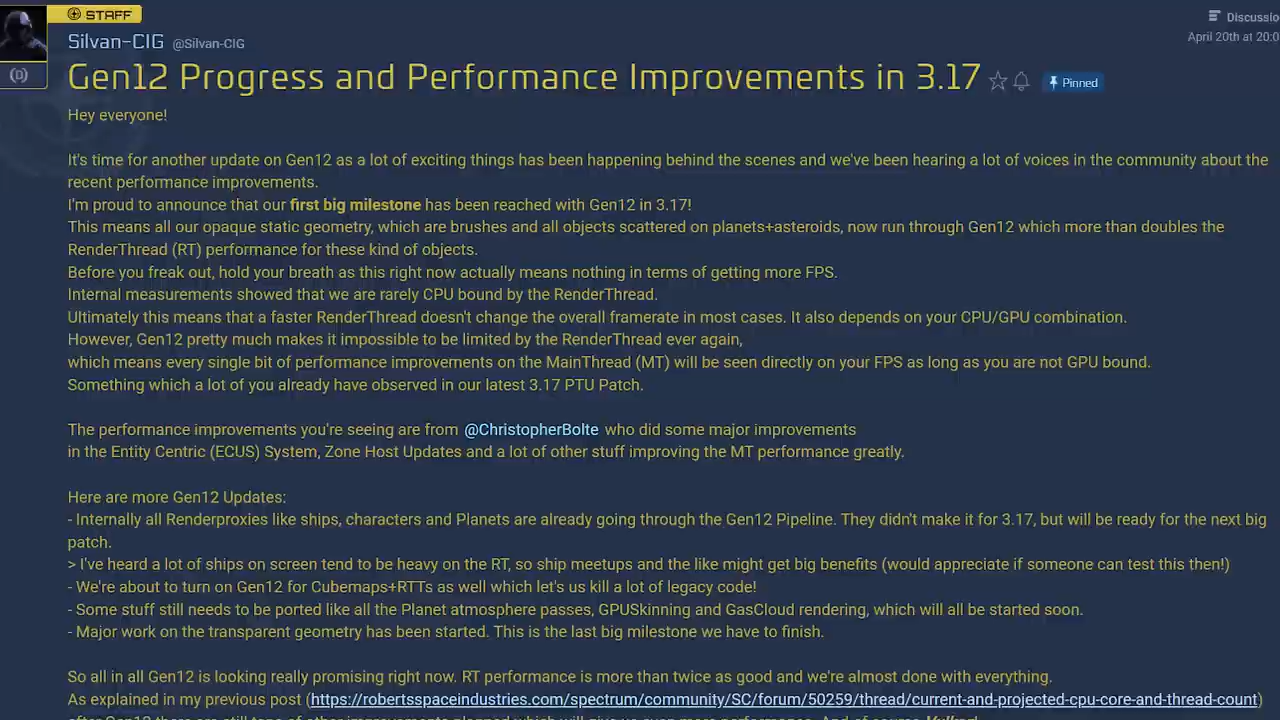 STAFF
Discussio
Silvan-CIG @Silvan-CIG
April 20th at 20:0
Gen12 Progress and Performance Improvements in 3.17
Pinned
Hey everyone!
It's time for another update on Gen12 as a lot of exciting things has been happening behind the scenes and we've been hearing a lot of voices in the community about the
recent performance improvements.
I'm proud to announce that our first big milestone has been reached with Gen12 in 3.17!
This means all our opaque static geometry, which are brushes and all objects scattered on planets+asteroids, now run through Gen12 which more than doubles the
RenderThread (RT) performance for these kind of objects.
Before you freak out, hold your breath as this right now actually means nothing in terms of getting more FPS.
Internal measurements showed that we are rarely CPU bound by the RenderThread.
Ultimately this means that a faster RenderThread doesn't change the overall framerate in most cases. It also depends on your CPU/GPU combination.
However, Gen12 pretty much makes it impossible to be limited by the RenderThread ever again,
which means every single bit of performance improvements on the MainThread (MT) will be seen directly on your FPS as long as you are not GPU bound.
Something which a lot of you already have observed in our latest 3.17 PTU Patch.
The performance improvements you're seeing are from @ChristopherBolte who did some major improvements
in the Entity Centric (ECUS) System, Zone Host Updates and a lot of other stuff improving the MT performance greatly.
Here are more Gen12 Updates:
- Internally all Renderproxies like ships, characters and Planets are already going through the Gen12 Pipeline. They didn't make it for 3.17, but will be ready for the next big
patch.
> I've heard a lot of ships on screen tend to be heavy on the RT, so ship meetups and the like might get big benefits (would appreciate if someone can test this then!)
- We're about to turn on Gen12 for Cubemaps+RTTs as well which let's us kill a lot of legacy code!
- Some stuff still needs to be ported like all the Planet atmosphere passes, GPUSkinning and GasCloud rendering, which will all be started soon.
- Major work on the transparent geometry has been started. This is the last big milestone we have to finish.
So all in all Gen12 is looking really promising right now. RT performance is more than twice as good and we're almost done with everything.
As explained in my previous post (https://robertsspaceindustries.com/spectrum/community/SC/forum/50259/thread/current-and-projected-cpu-core-and-thread-count)